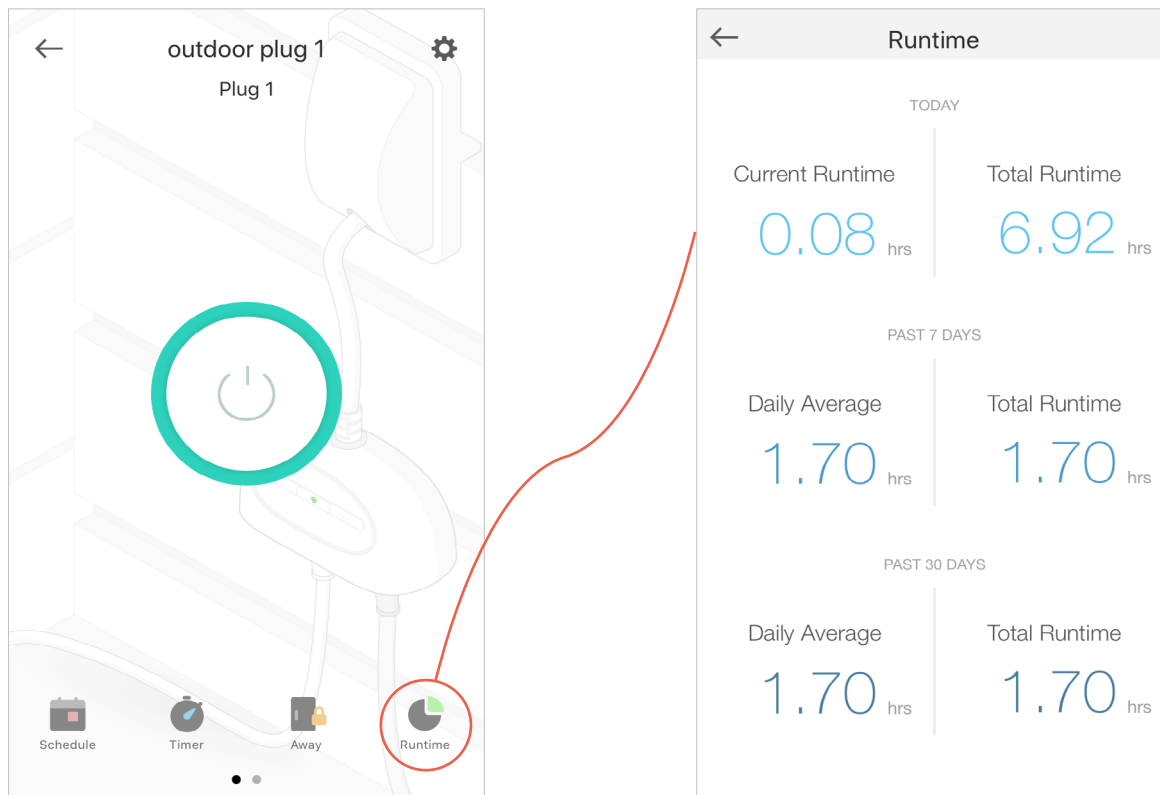 outdoor plug 1
Plug 1
Schedule
Timer
Away
Runtime
Runtime
TODAY
Current Runtime
0.08 hrs
Total Runtime
6.92 hrs
PAST 7 DAYS
Daily Average
1.70 hrs
Total Runtime
1.70 hrs
PAST 30 DAYS
Daily Average
1.70 hrs
Total Runtime
1.70 hrs